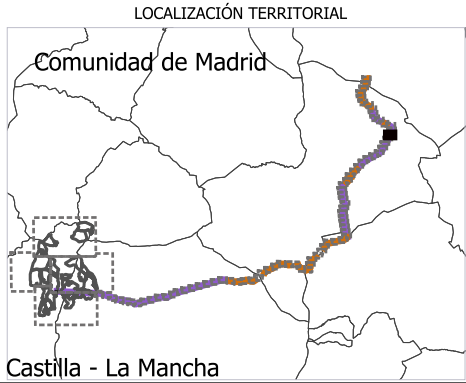 LOCALIZACIÓN TERRITORIAL
Comunidad de Madrid
Castilla - La Mancha